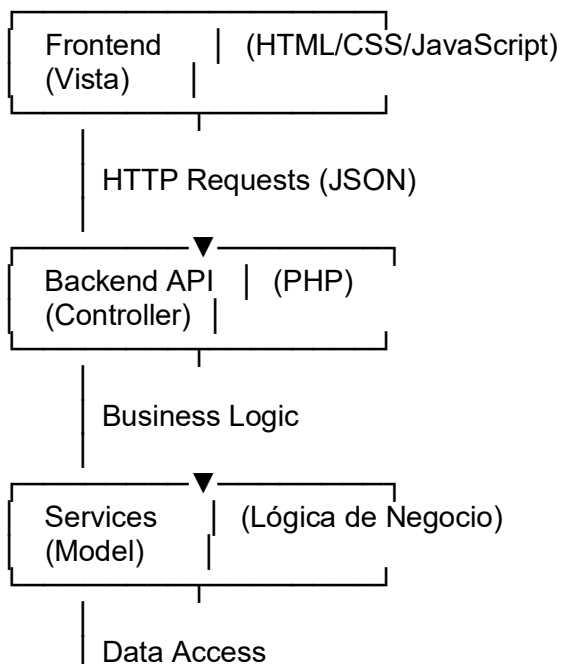 Frontend (HTML/CSS/JavaScript)
(Vista)
HTTP Requests (JSON)
Backend API (PHP)
(Controller)
Business Logic
Services (Lógica de Negocio)
(Model)
Data Access